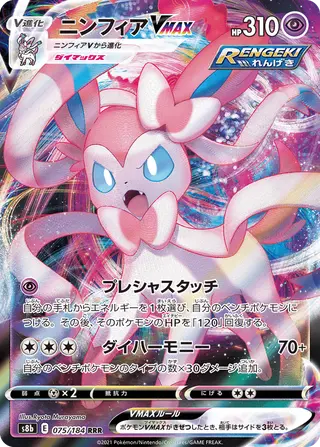 V進化 ニンフィアVMAX HP310
ニンフィアVから進化
ダイマックス
RENGEKI
れんげき
プレシャスタッチ
自分の手札からエネルギーを1枚選び、自分のベンチポケモンに
つける。その後、そのポケモンのHPを「120」回復する。
ダイハーモニー 70+
自分のベンチポケモンのタイプの数×30ダメージ追加。
弱点 ×2 抵抗力 にげる
VMAXルール
ポケモンVMAXがきぜつしたとき、相手はサイドを3枚とる。
Illus. Ryota Murayama
s8b E 075/184 RRR
©2021 Pokémon/Nintendo/Creatures/GAME FREAK.